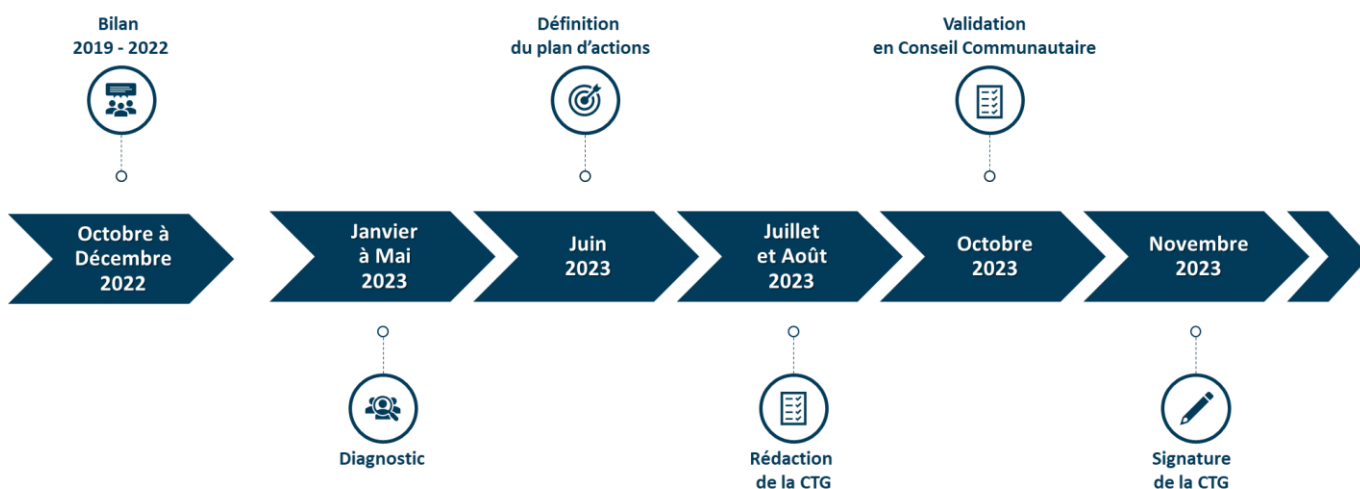 Bilan
2019 - 2022
Définition
du plan d'actions
Validation
en Conseil Communautaire
Octobre à
Décembre
2022
Janvier
à Mai
2023
Juin
2023
Juillet
et Août
2023
Octobre
2023
Novembre
2023
Diagnostic
Rédaction
de la CTG
Signature
de la CTG